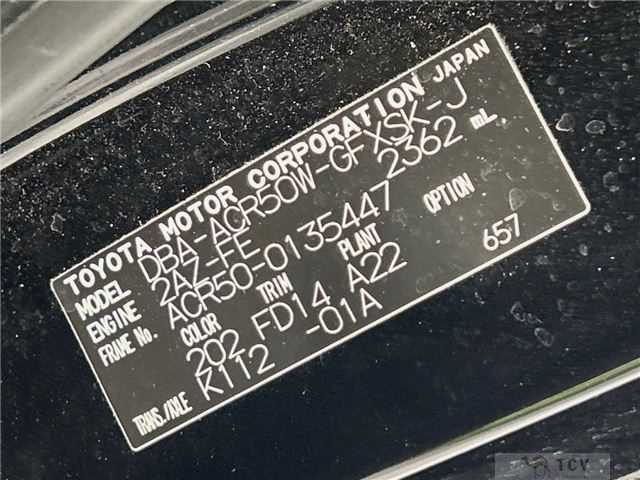 TOYOTA MOTOR CORPORATION JAPAN
MODEL DBA-ACR50W-GFXSK-J
ENGINE 2AZ-FE 2362 mL.
FRAME No. ACR50-0135447
COLOR TRIM PLANT OPTION
202 FD14 A22 657
TRANS./AXLE K112 -01A
TCV